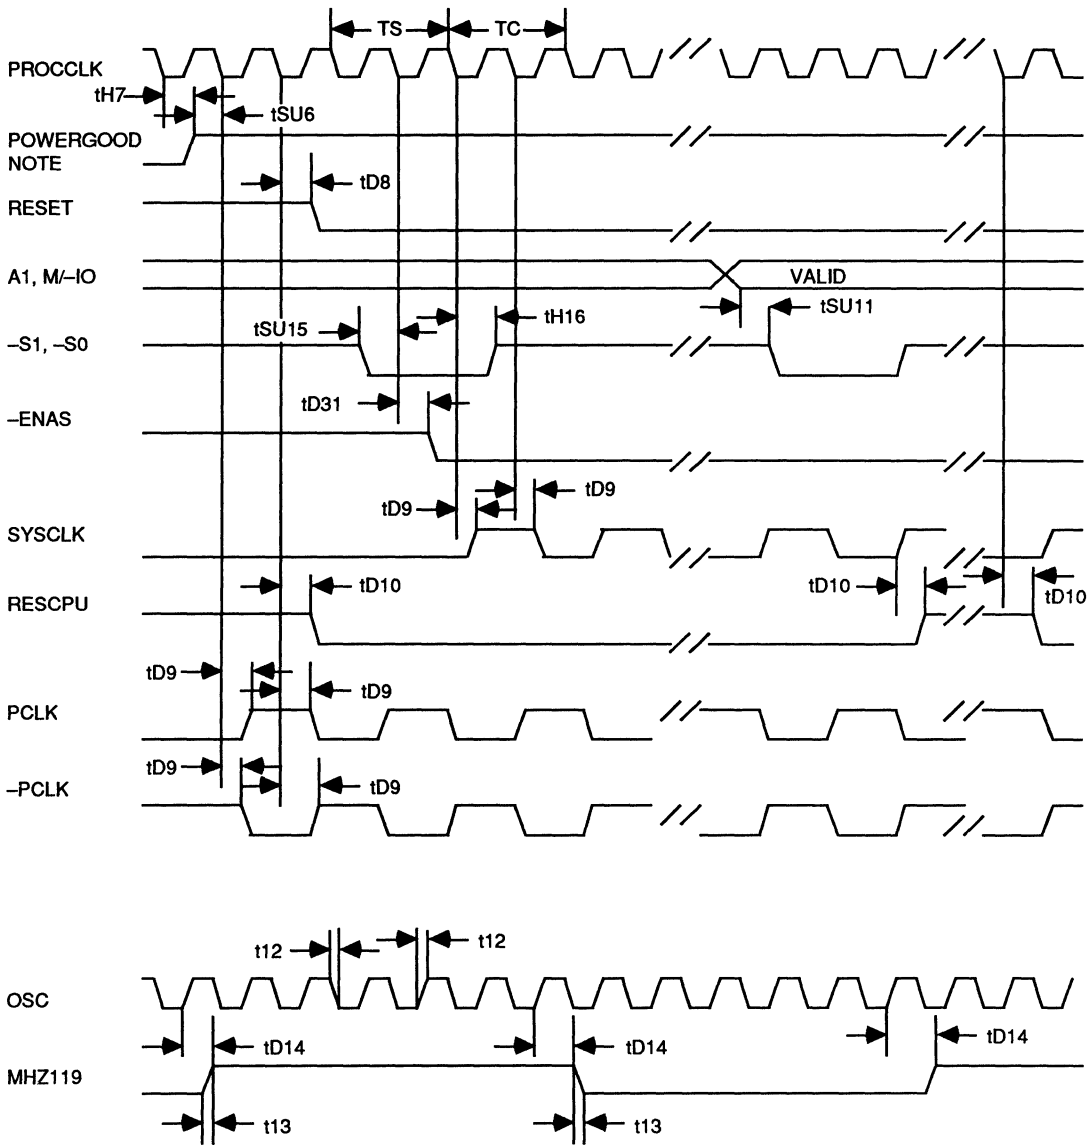 TS TC
PROCCLK
tH7 tSU6
POWERGOOD
NOTE
tD8
RESET
A1, M/–IO VALID
tSU11
tSU15 tH16
–S1, –S0
tD31
–ENAS
tD9 tD9
SYSCLK
tD10 tD10 tD10
RESCPU
tD9 tD9
PCLK
tD9 tD9
–PCLK
t12 t12
OSC
tD14 tD14 tD14
MHZ119
t13 t13